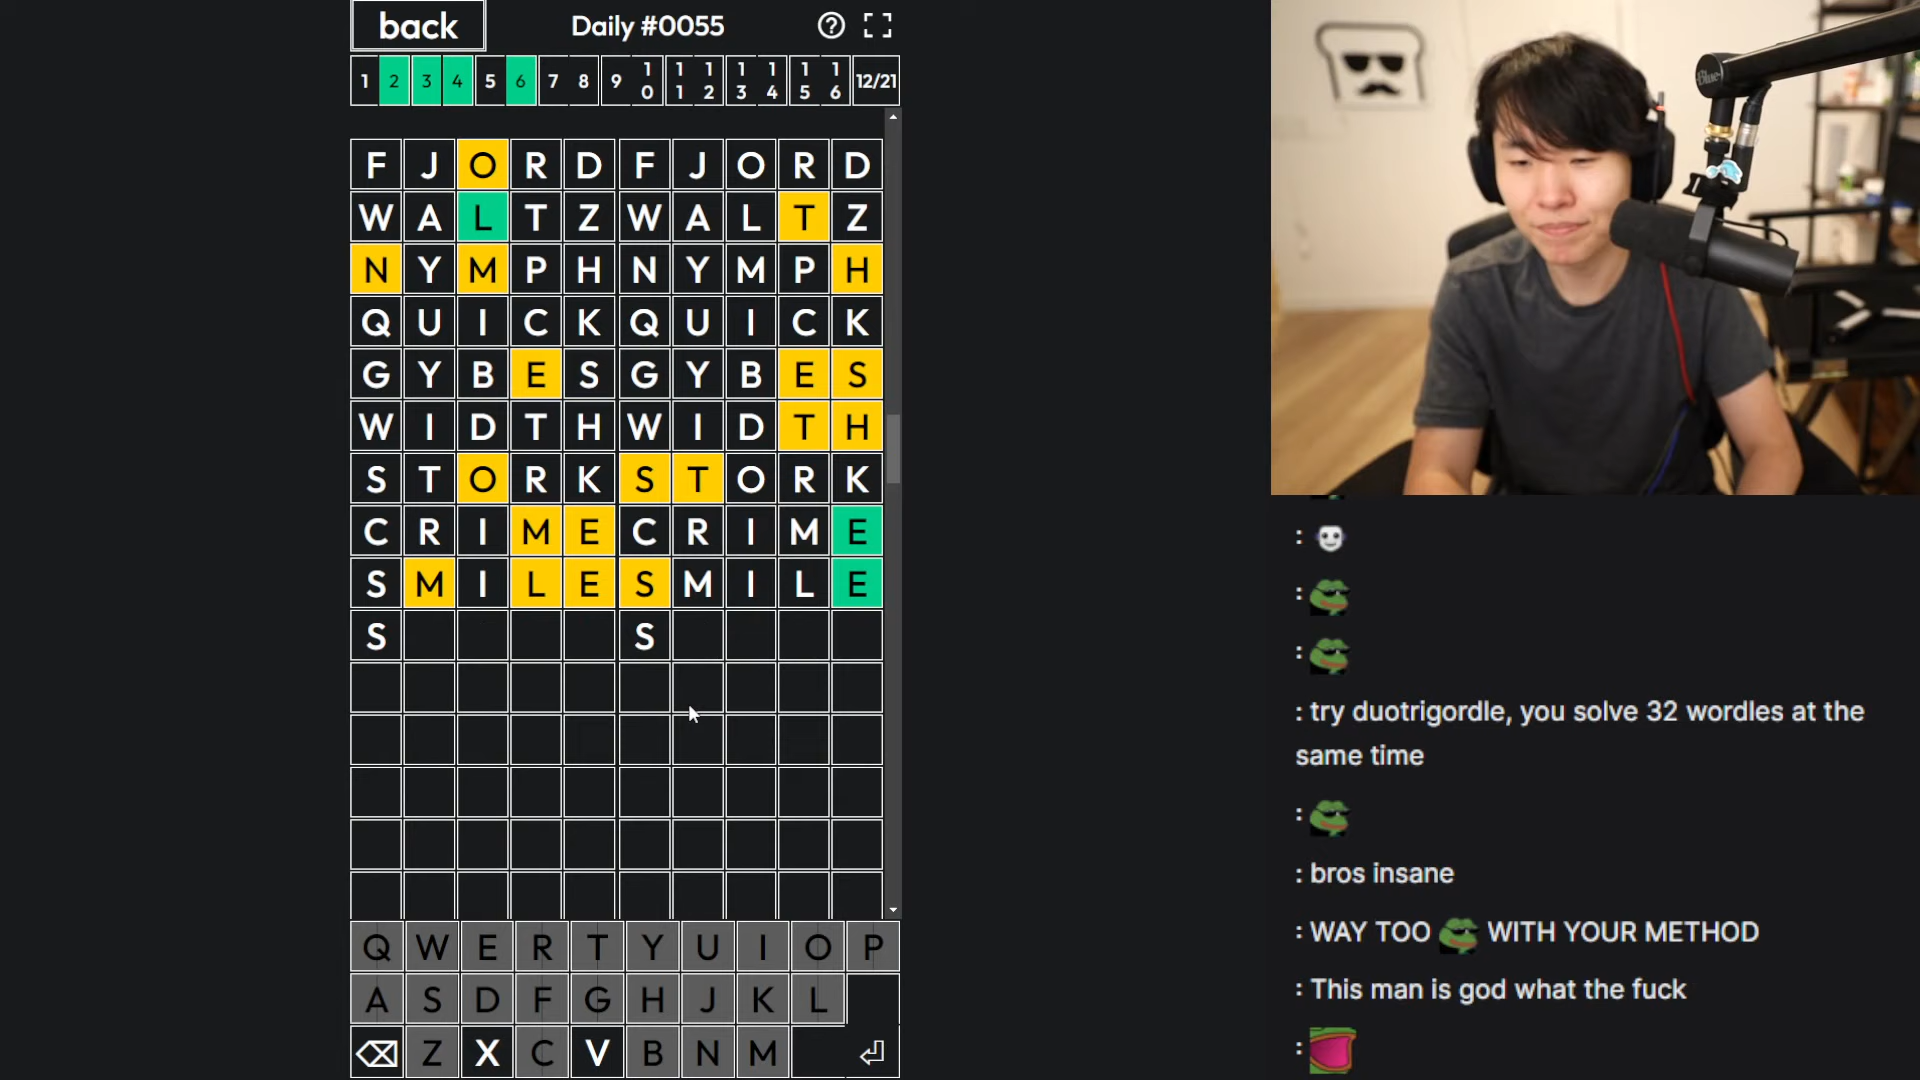 back
Daily #0055
?
1 2 3 4 5 6 7 8 9 10 11 12 13 14 15 16 12/21
F J O R D F J O R D
W A L T Z W A L T Z
N Y M P H N Y M P H
Q U I C K Q U I C K
G Y B E S G Y B E S
W I D T H W I D T H
S T O R K S T O R K
C R I M E C R I M E
S M I L E S M I L E
S S
Q W E R T Y U I O P
A S D F G H J K L
Z X C V B N M
Blue
:
:
:
: try duotrigordle, you solve 32 wordles at the
same time
:
: bros insane
: WAY TOO WITH YOUR METHOD
: This man is god what the fuck
: